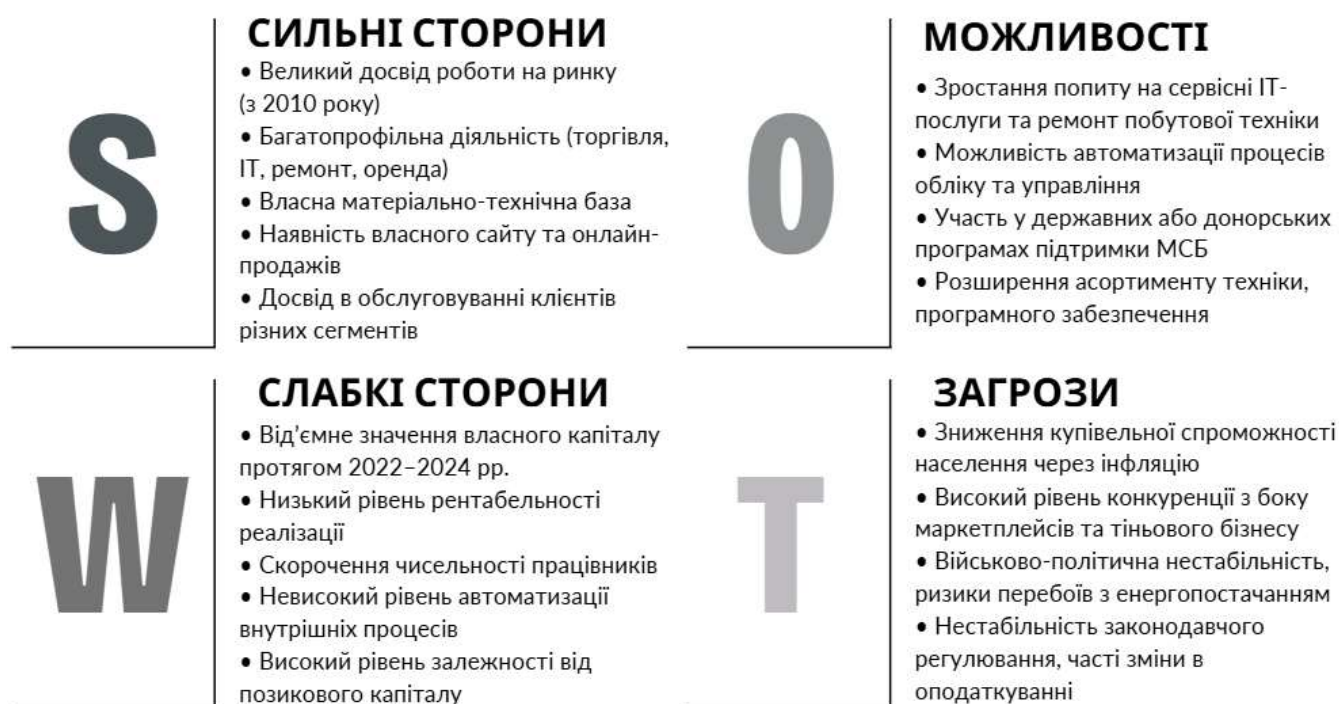 S
СИЛЬНІ СТОРОНИ
• Великий досвід роботи на ринку
(з 2010 року)
• Багатопрофільна діяльність (торгівля,
ІТ, ремонт, оренда)
• Власна матеріально-технічна база
• Наявність власного сайту та онлайн-
продажів
• Досвід в обслуговуванні клієнтів
різних сегментів
O
МОЖЛИВОСТІ
• Зростання попиту на сервісні ІТ-
послуги та ремонт побутової техніки
• Можливість автоматизації процесів
обліку та управління
• Участь у державних або донорських
програмах підтримки МСБ
• Розширення асортименту техніки,
програмного забезпечення
W
СЛАБКІ СТОРОНИ
• Від'ємне значення власного капіталу
протягом 2022–2024 рр.
• Низький рівень рентабельності
реалізації
• Скорочення чисельності працівників
• Невисокий рівень автоматизації
внутрішніх процесів
• Високий рівень залежності від
позикового капіталу
T
ЗАГРОЗИ
• Зниження купівельної спроможності
населення через інфляцію
• Високий рівень конкуренції з боку
маркетплейсів та тіньового бізнесу
• Військово-політична нестабільність,
ризики перебоїв з енергопостачанням
• Нестабільність законодавчого
регулювання, часті зміни в
оподаткуванні